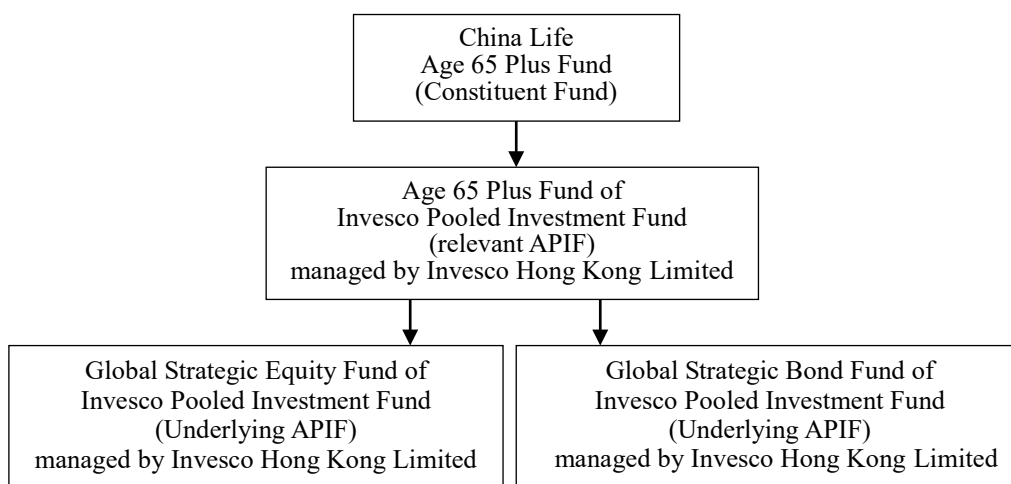 China Life
Age 65 Plus Fund
(Constituent Fund)
Age 65 Plus Fund of
Invesco Pooled Investment Fund
(relevant APIF)
managed by Invesco Hong Kong Limited
Global Strategic Equity Fund of
Invesco Pooled Investment Fund
(Underlying APIF)
managed by Invesco Hong Kong Limited
Global Strategic Bond Fund of
Invesco Pooled Investment Fund
(Underlying APIF)
managed by Invesco Hong Kong Limited